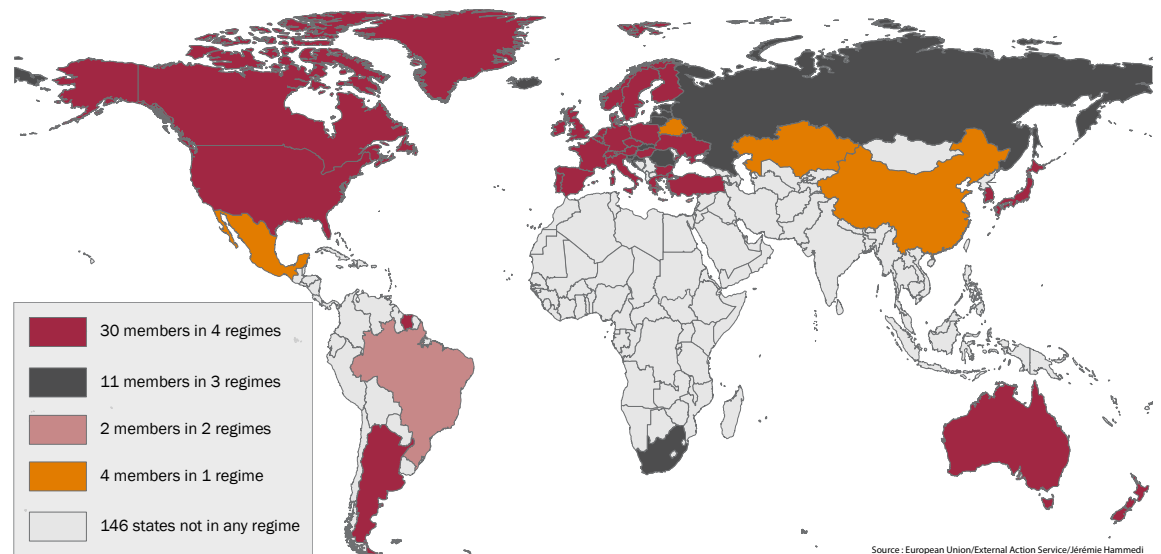 30 members in 4 regimes
11 members in 3 regimes
2 members in 2 regimes
4 members in 1 regime
146 states not in any regime
Source : European Union/External Action Service/Jérémie Hammedi